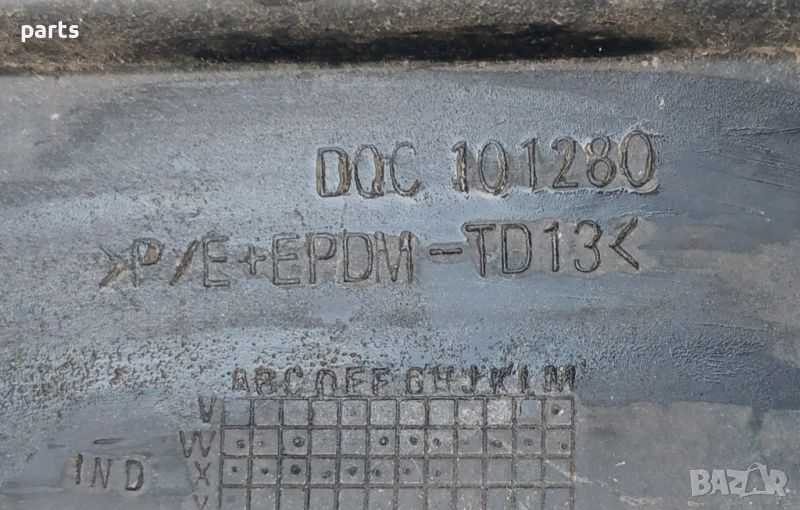 parts
DQC 101280
>P/E+EPDM-TD13<
ABCDEFGHJKLM
V
W
IND X
Y
BAZAR